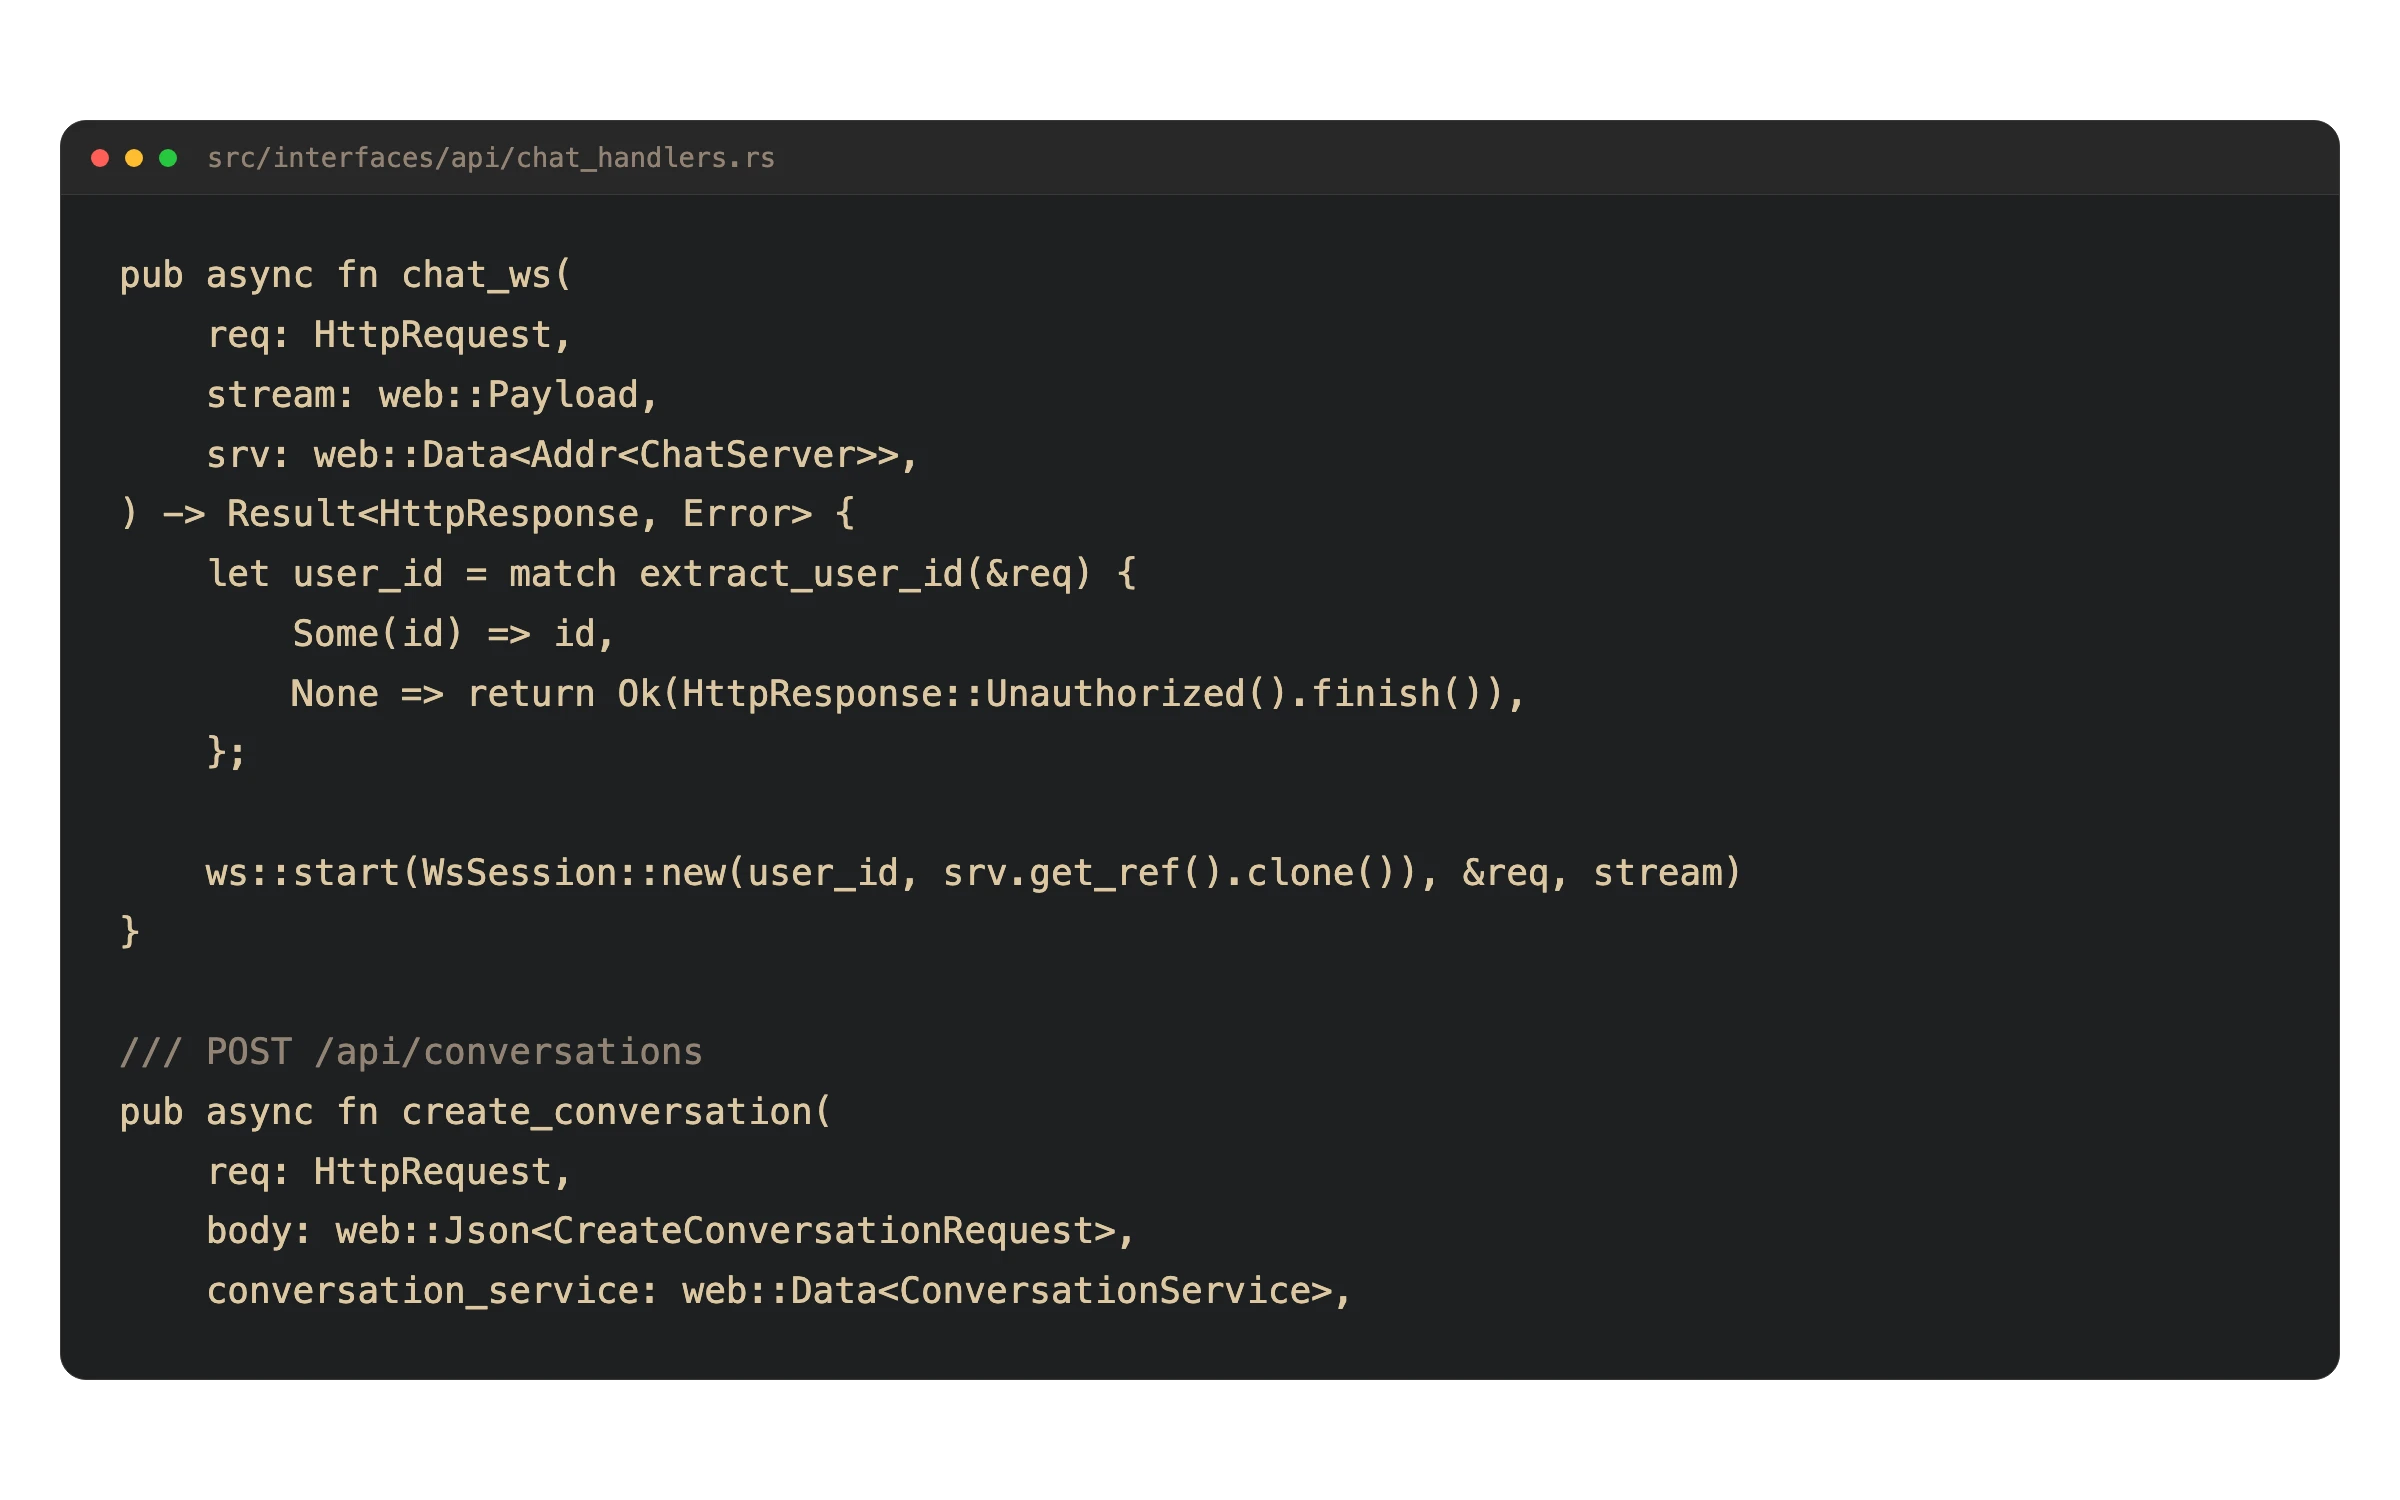 src/interfaces/api/chat_handlers.rs
pub async fn chat_ws(
    req: HttpRequest,
    stream: web::Payload,
    srv: web::Data<Addr<ChatServer>>,
) -> Result<HttpResponse, Error> {
    let user_id = match extract_user_id(&req) {
        Some(id) => id,
        None => return Ok(HttpResponse::Unauthorized().finish()),
    };

    ws::start(WsSession::new(user_id, srv.get_ref().clone()), &req, stream)
}

/// POST /api/conversations
pub async fn create_conversation(
    req: HttpRequest,
    body: web::Json<CreateConversationRequest>,
    conversation_service: web::Data<ConversationService>,